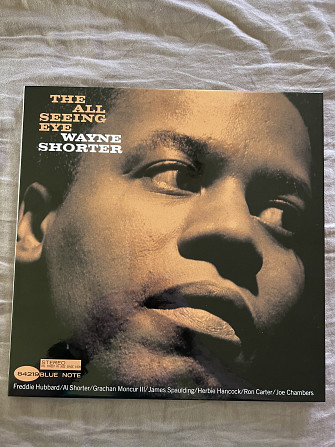 THE
ALL
SEEING
EYE
WAYNE
SHORTER
STEREO
84219 BLUE NOTE
Freddie Hubbard/Al Shorter/Grachan Moncur III/James Spaulding/Herbie Hancock/Ron Carter/Joe Chambers